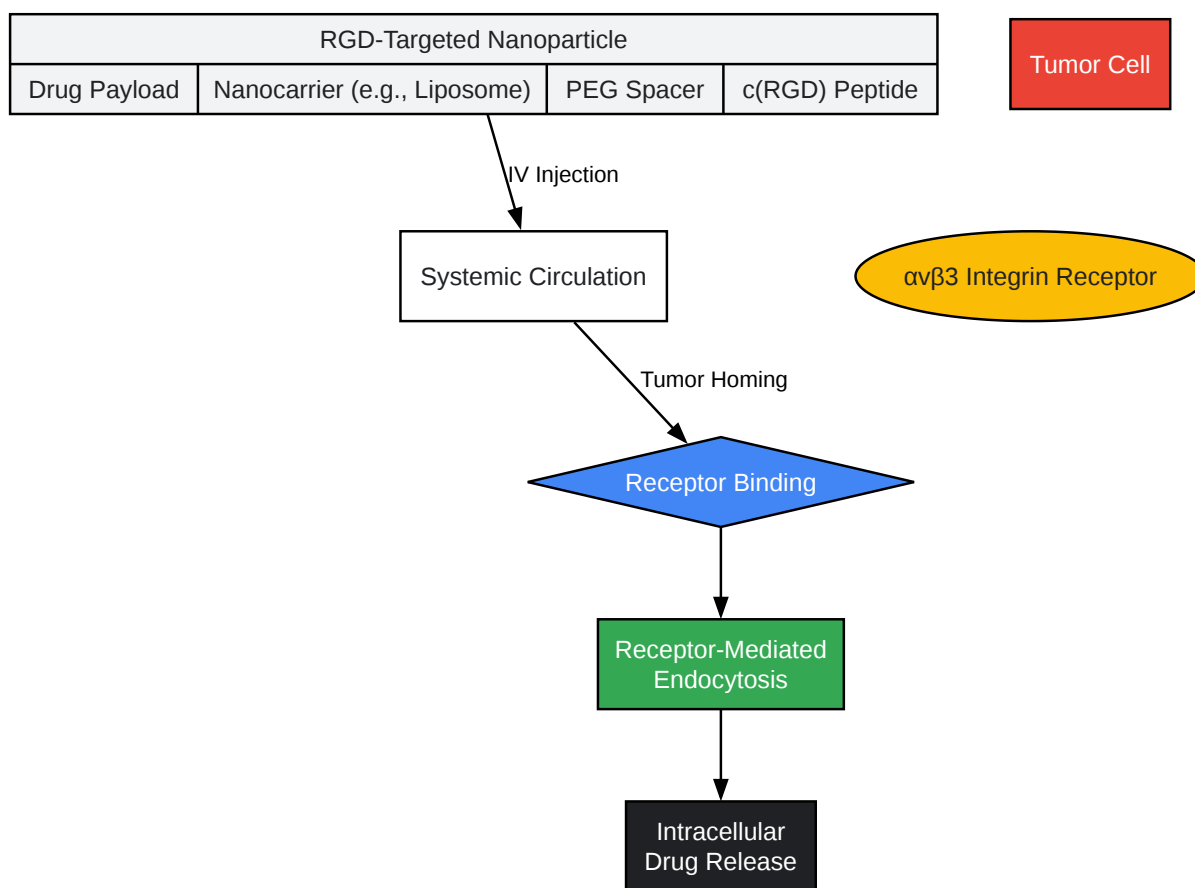 RGD-Targeted Nanoparticle
Tumor Cell
Drug Payload
Nanocarrier (e.g., Liposome)
PEG Spacer
c(RGD) Peptide
IV Injection
Systemic Circulation
αvβ3 Integrin Receptor
Tumor Homing
Receptor Binding
Receptor-Mediated
Endocytosis
Intracellular
Drug Release